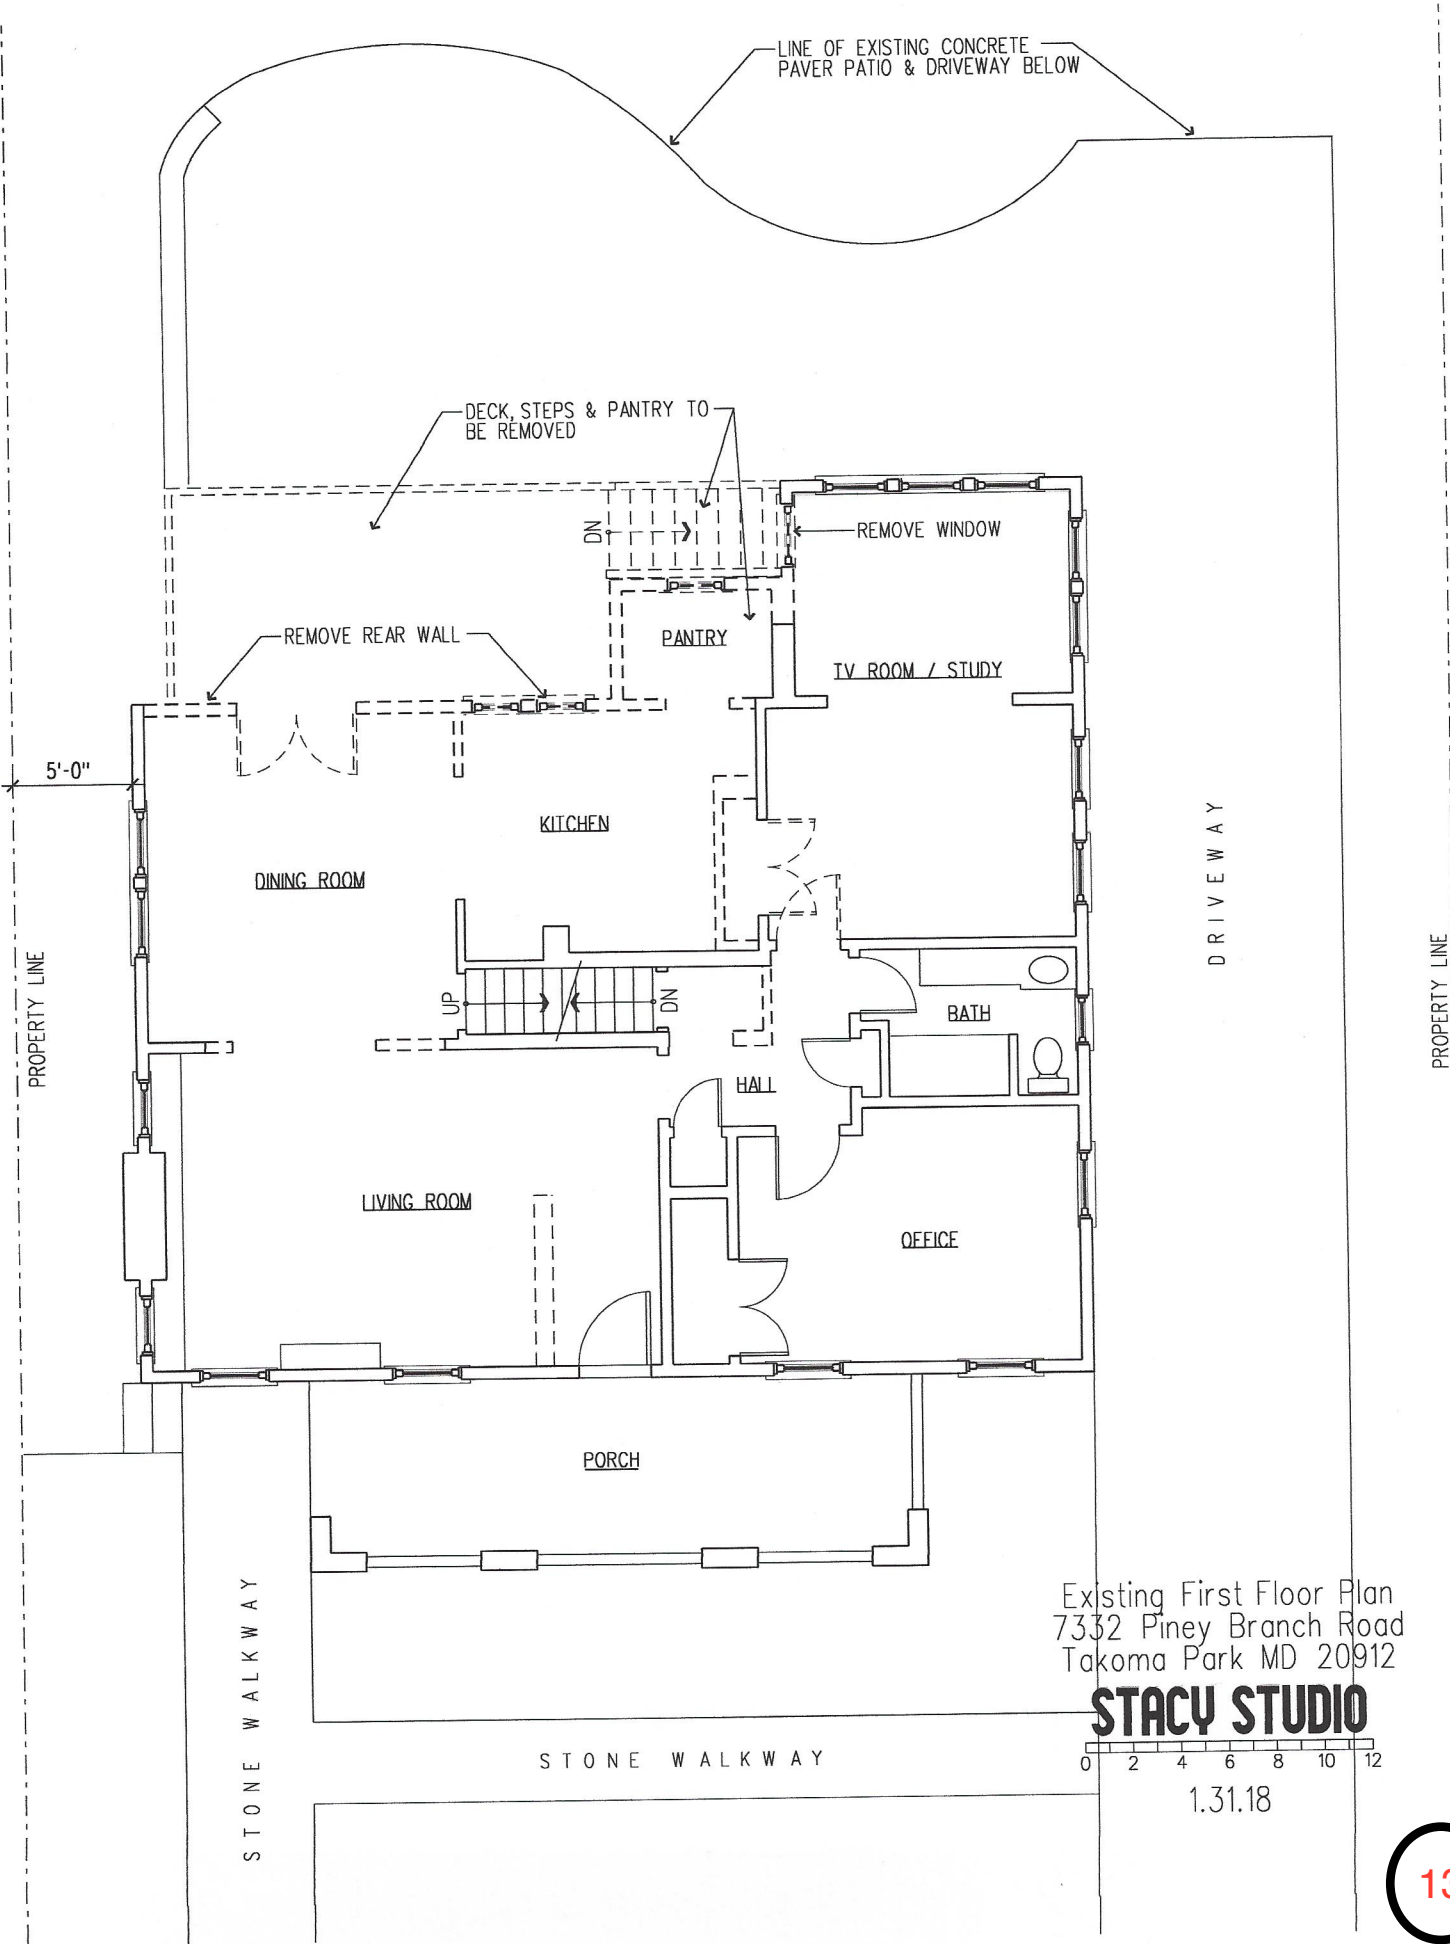 LINE OF EXISTING CONCRETE
PAVER PATIO & DRIVEWAY BELOW
DECK, STEPS & PANTRY TO
BE REMOVED
DN
REMOVE WINDOW
REMOVE REAR WALL
PANTRY
TV ROOM / STUDY
5'-0"
KITCHEN
DINING ROOM
DRIVEWAY
PROPERTY LINE
PROPERTY LINE
UP
DN
BATH
HALL
LIVING ROOM
OFFICE
PORCH
STONE WALKWAY
STONE WALKWAY
Existing First Floor Plan
7332 Piney Branch Road
Takoma Park MD 20912
STACY STUDIO
0 2 4 6 8 10 12
1.31.18